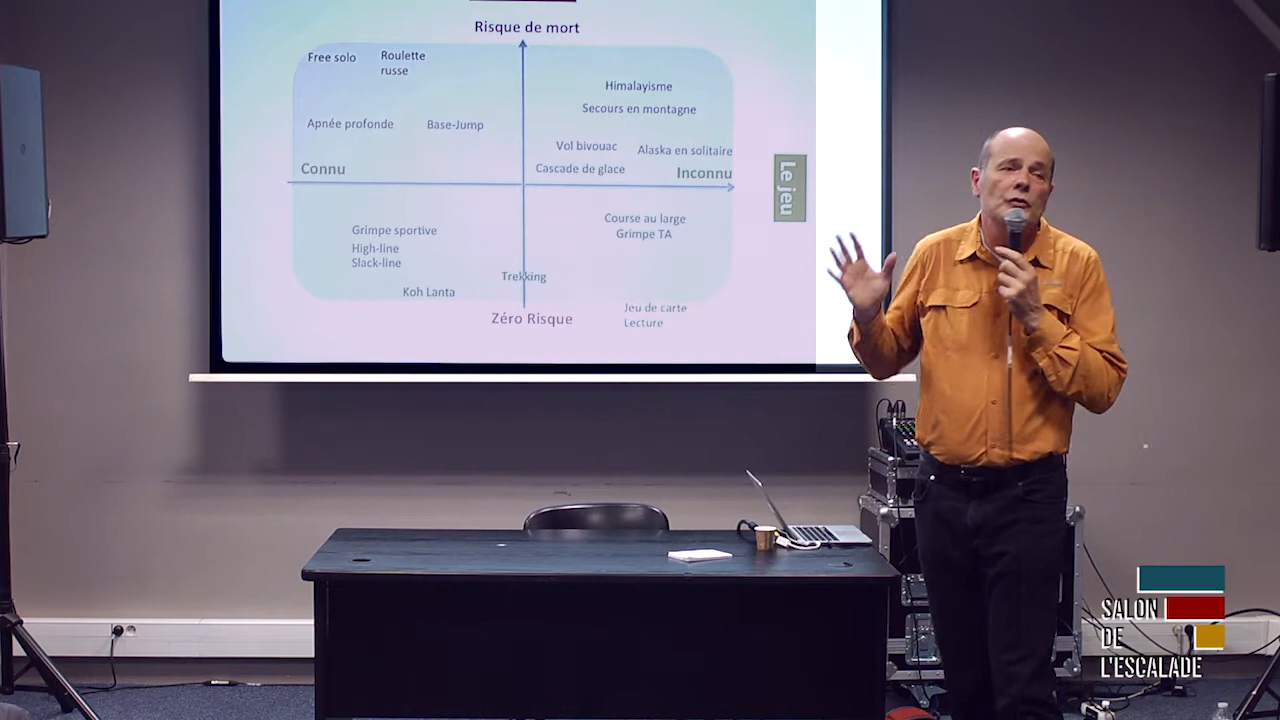 Risque de mort
Free solo
Roulette
russe
Himalayisme
Secours en montagne
Apnée profonde
Base-Jump
Vol bivouac
Alaska en solitaire
Connu
Cascade de glace
Inconnu
Le jeu
Grimpe sportive
High-line
Slack-line
Course au large
Grimpe TA
Trekking
Koh Lanta
Zéro Risque
Jeu de carte
Lecture
SALON
DE
L'ESCALADE